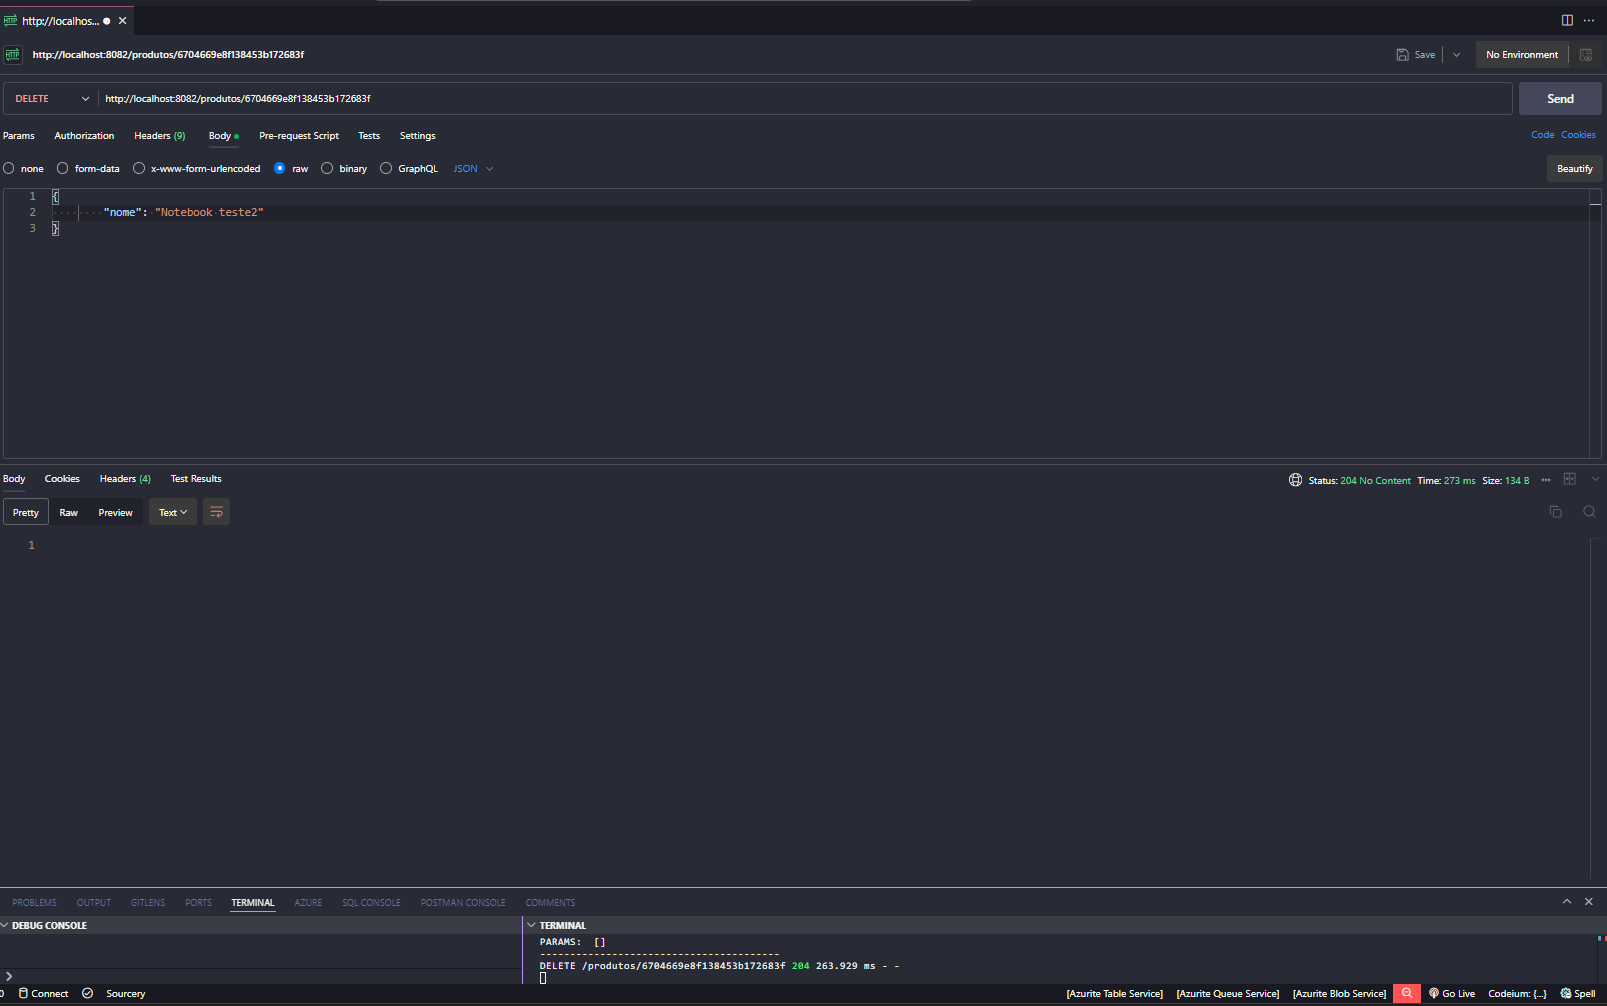 http://localhos...
http://localhost:8082/produtos/6704669e8f138453b172683f
Save
No Environment
DELETE
http://localhost:8082/produtos/6704669e8f138453b172683f
Send
Params Authorization Headers (9) Body Pre-request Script Tests Settings
Code Cookies
none form-data x-www-form-urlencoded raw binary GraphQL JSON
Beautify
1 {
2 "nome": "Notebook teste2"
3 }
Body Cookies Headers (4) Test Results
Status: 204 No Content Time: 273 ms Size: 134 B
Pretty Raw Preview Text
1
PROBLEMS OUTPUT GITLENS PORTS TERMINAL AZURE SQL CONSOLE POSTMAN CONSOLE COMMENTS
DEBUG CONSOLE
TERMINAL
PARAMS: []
----------------------------------------
DELETE /produtos/6704669e8f138453b172683f 204 263.929 ms - -
0 Connect Sourcery
[Azurite Table Service] [Azurite Queue Service] [Azurite Blob Service] Go Live Codeium: {...} Spell